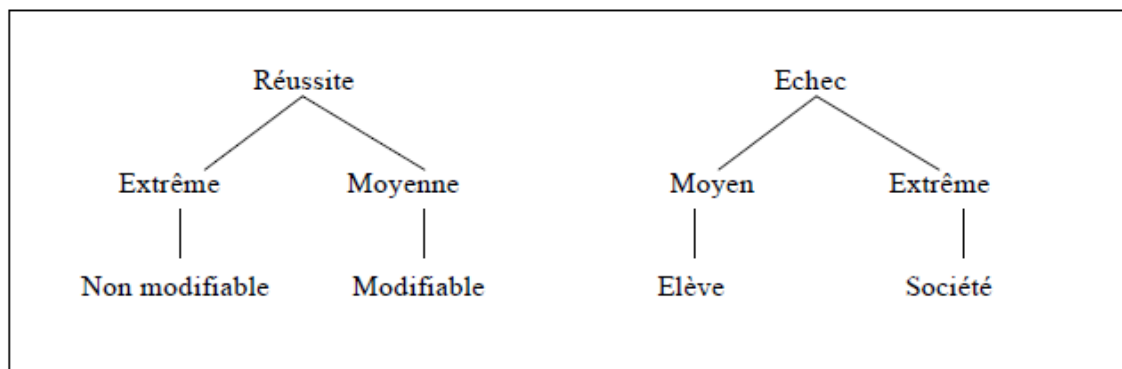 Réussite Echec
Extrême Moyenne Moyen Extrême
Non modifiable Modifiable Elève Société